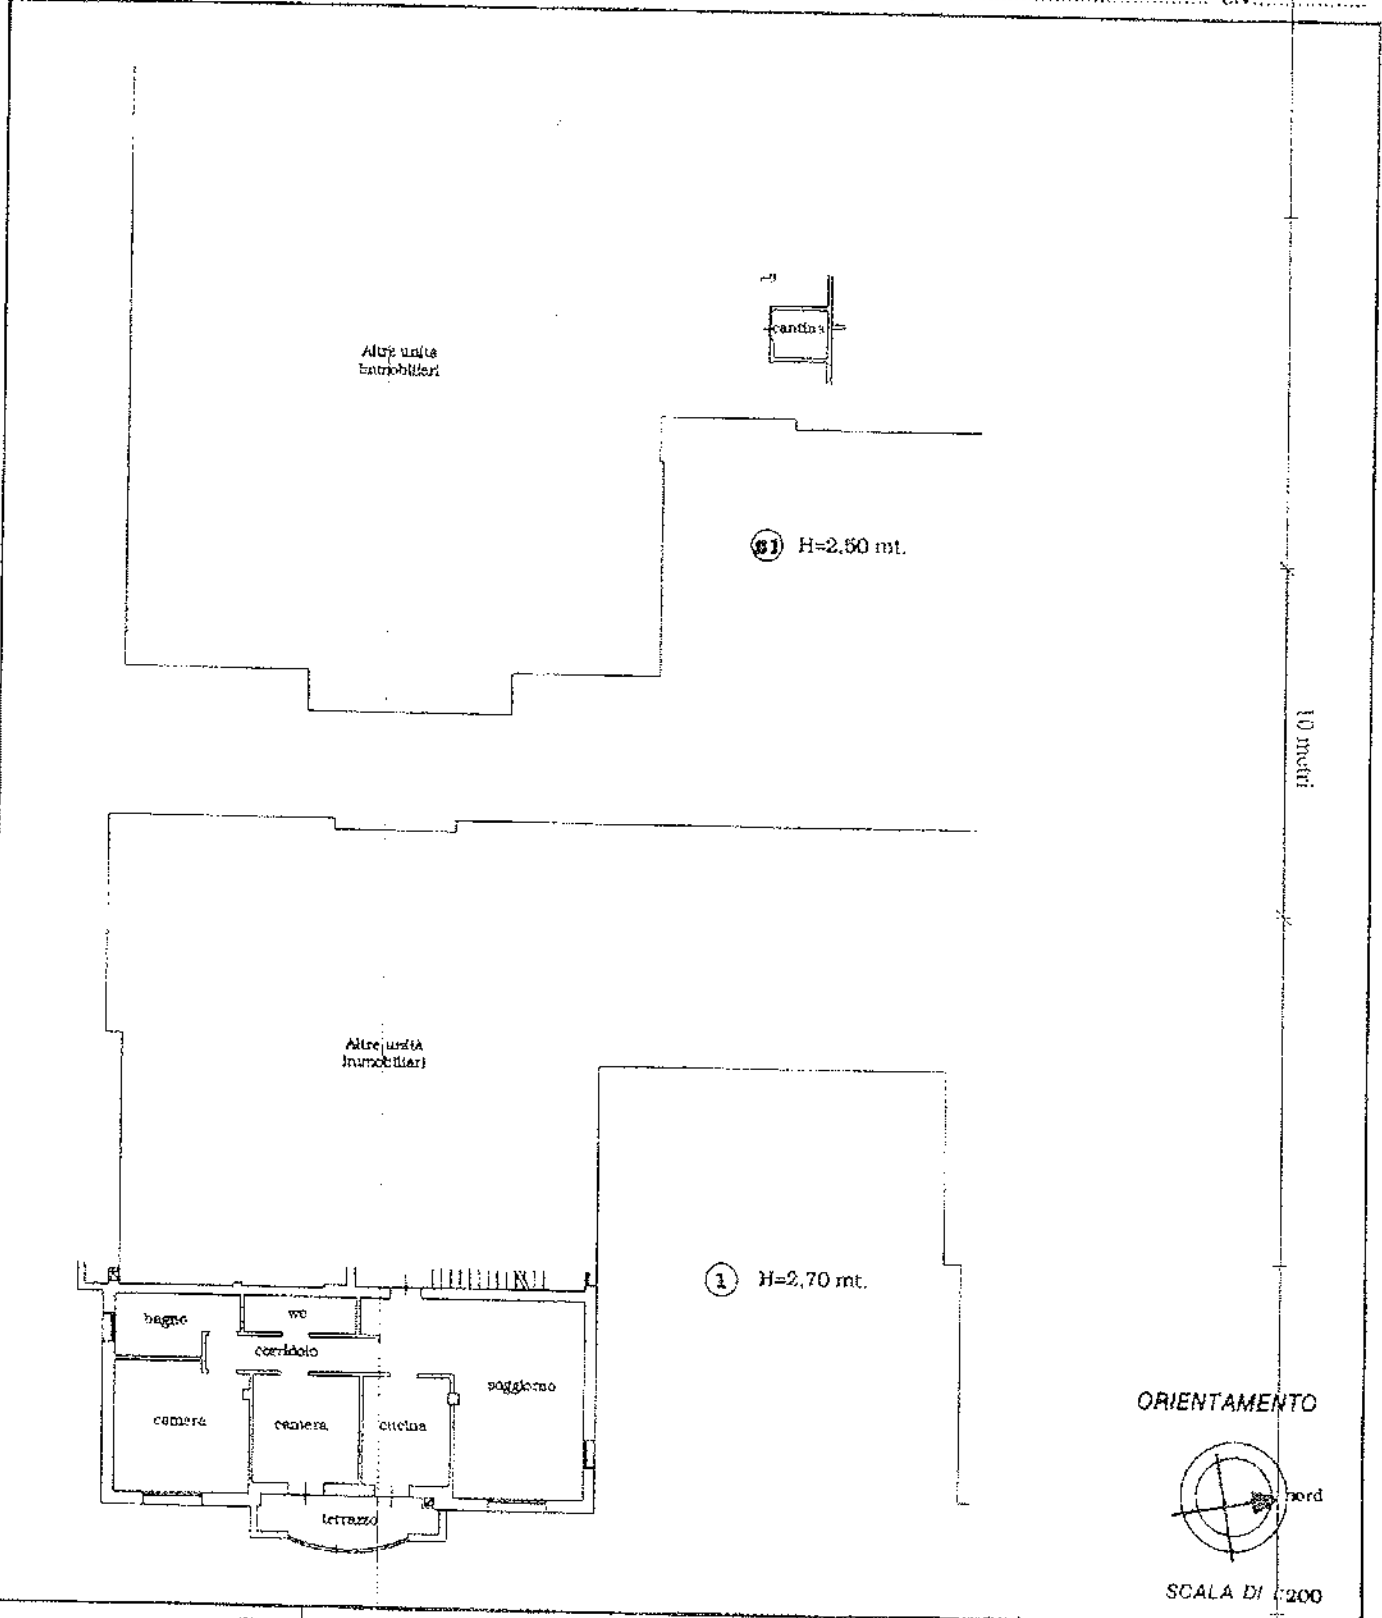 Altre unità
Immobiliari
cantina
S1 H=2,50 mt.
10 metri
Altre unità
Immobiliari
1 H=2,70 mt.
bagno
wc
corridoio
soggiorno
camera
camera
cucina
terrazzo
ORIENTAMENTO
nord
SCALA DI 1:200